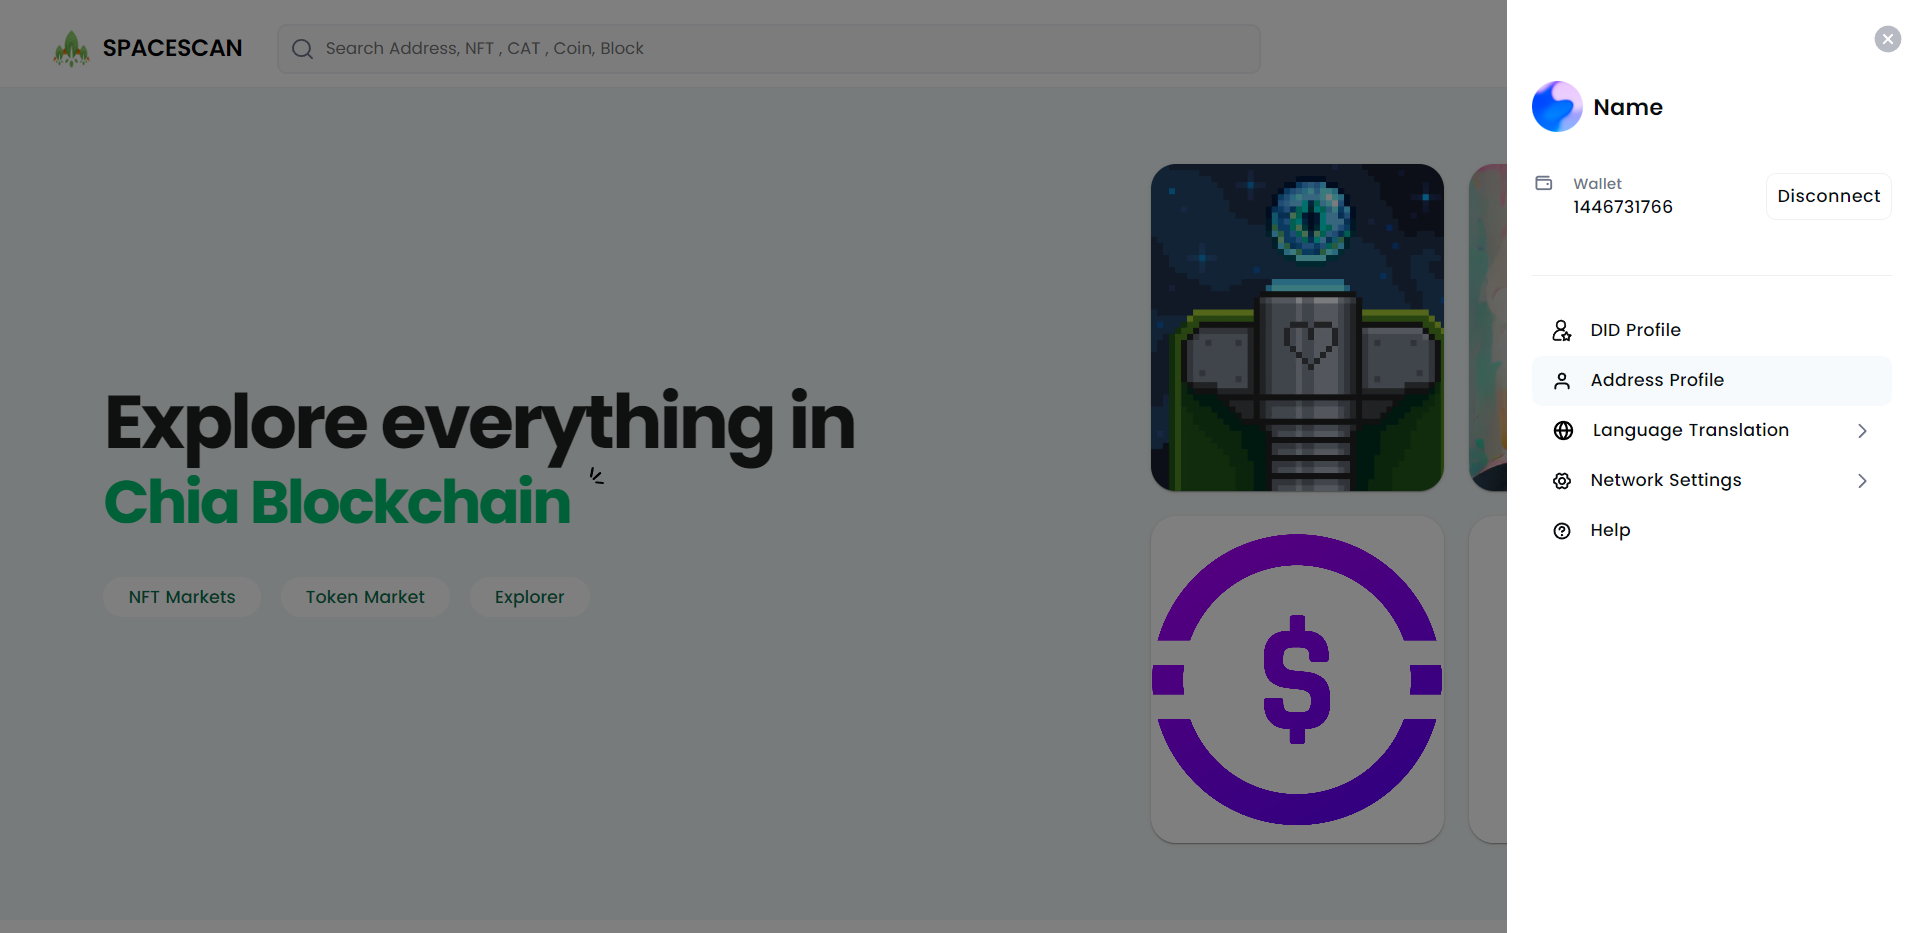 SPACESCAN
Search Address, NFT , CAT , Coin, Block
Explore everything in
Chia Blockchain
NFT Markets
Token Market
Explorer
$
Name
Wallet
1446731766
Disconnect
DID Profile
Address Profile
Language Translation
Network Settings
Help